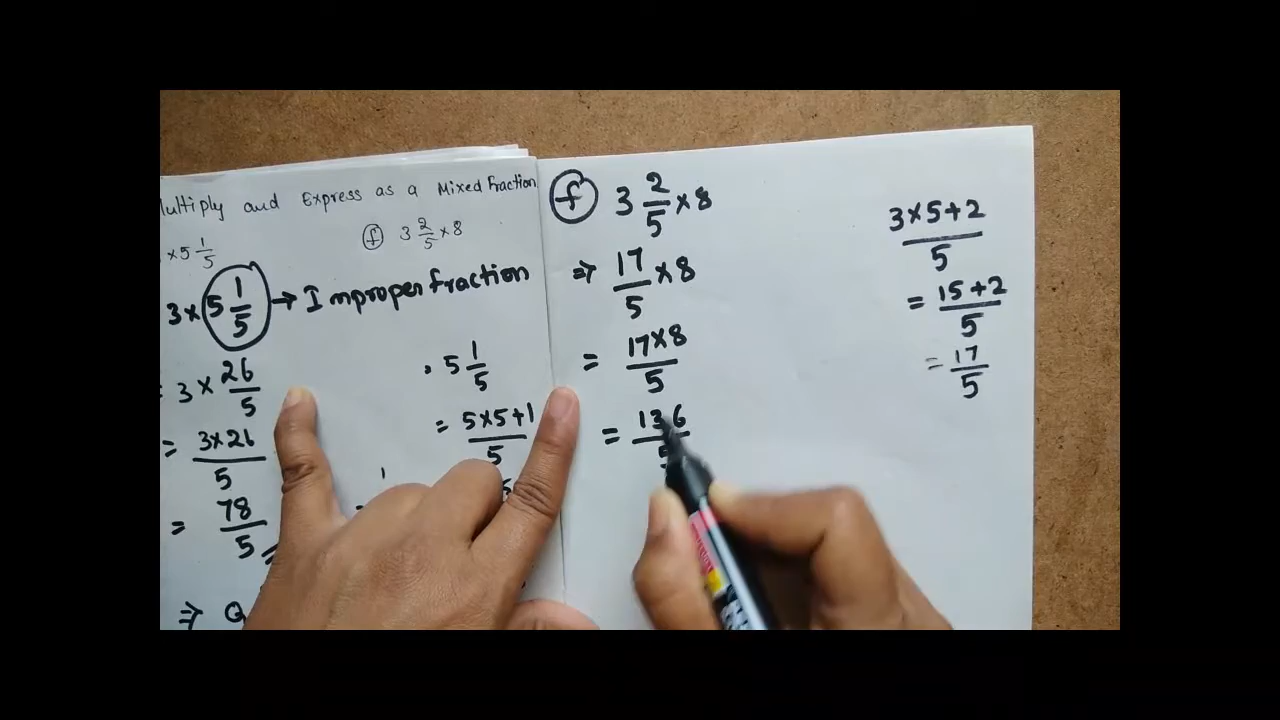 Multiply and Express as a Mixed Fraction
× 5 1/5
(f) 3 2/5 × 8
3 × 5 1/5 → Improper fraction
= 3 × 26/5
= 3×26/5
= 78/5
⇒ Q
5 1/5
= 5×5+1/5
(f) 3 2/5 × 8
⇒ 17/5 × 8
= 17×8/5
= 136/5
3×5+2/5
= 15+2/5
= 17/5